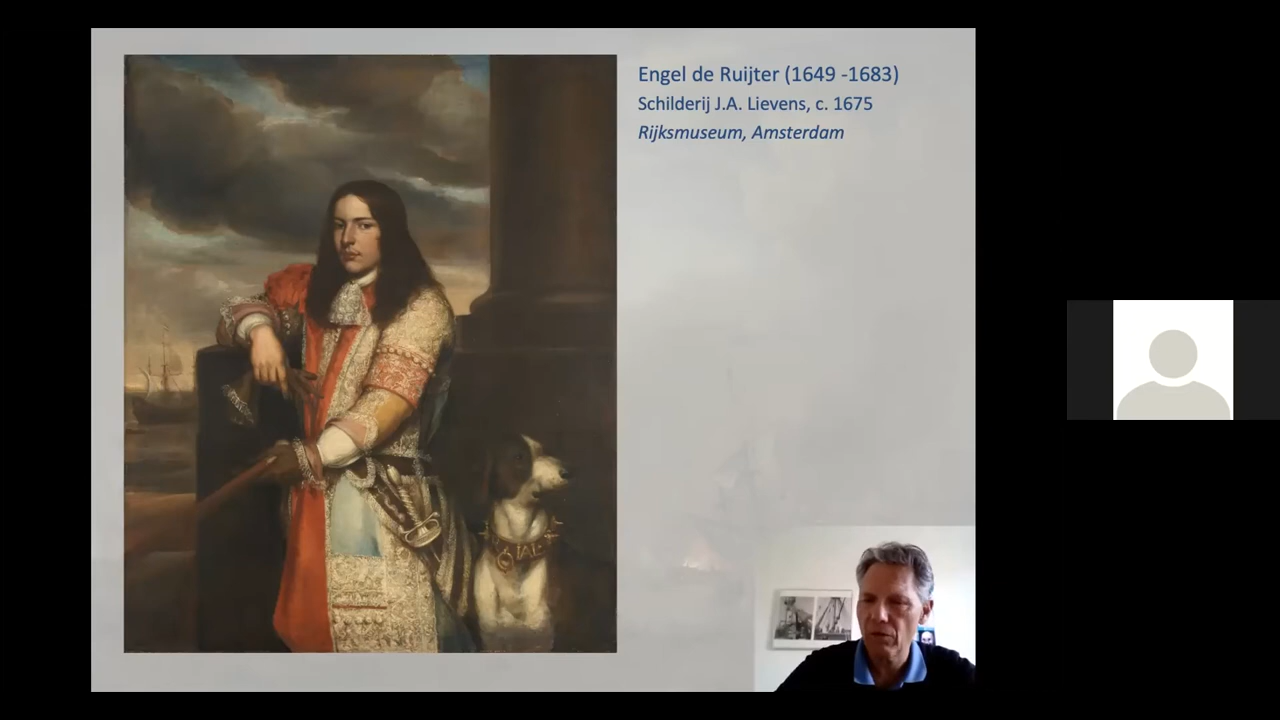 Engel de Ruijter (1649 -1683)
Schilderij J.A. Lievens, c. 1675
Rijksmuseum, Amsterdam